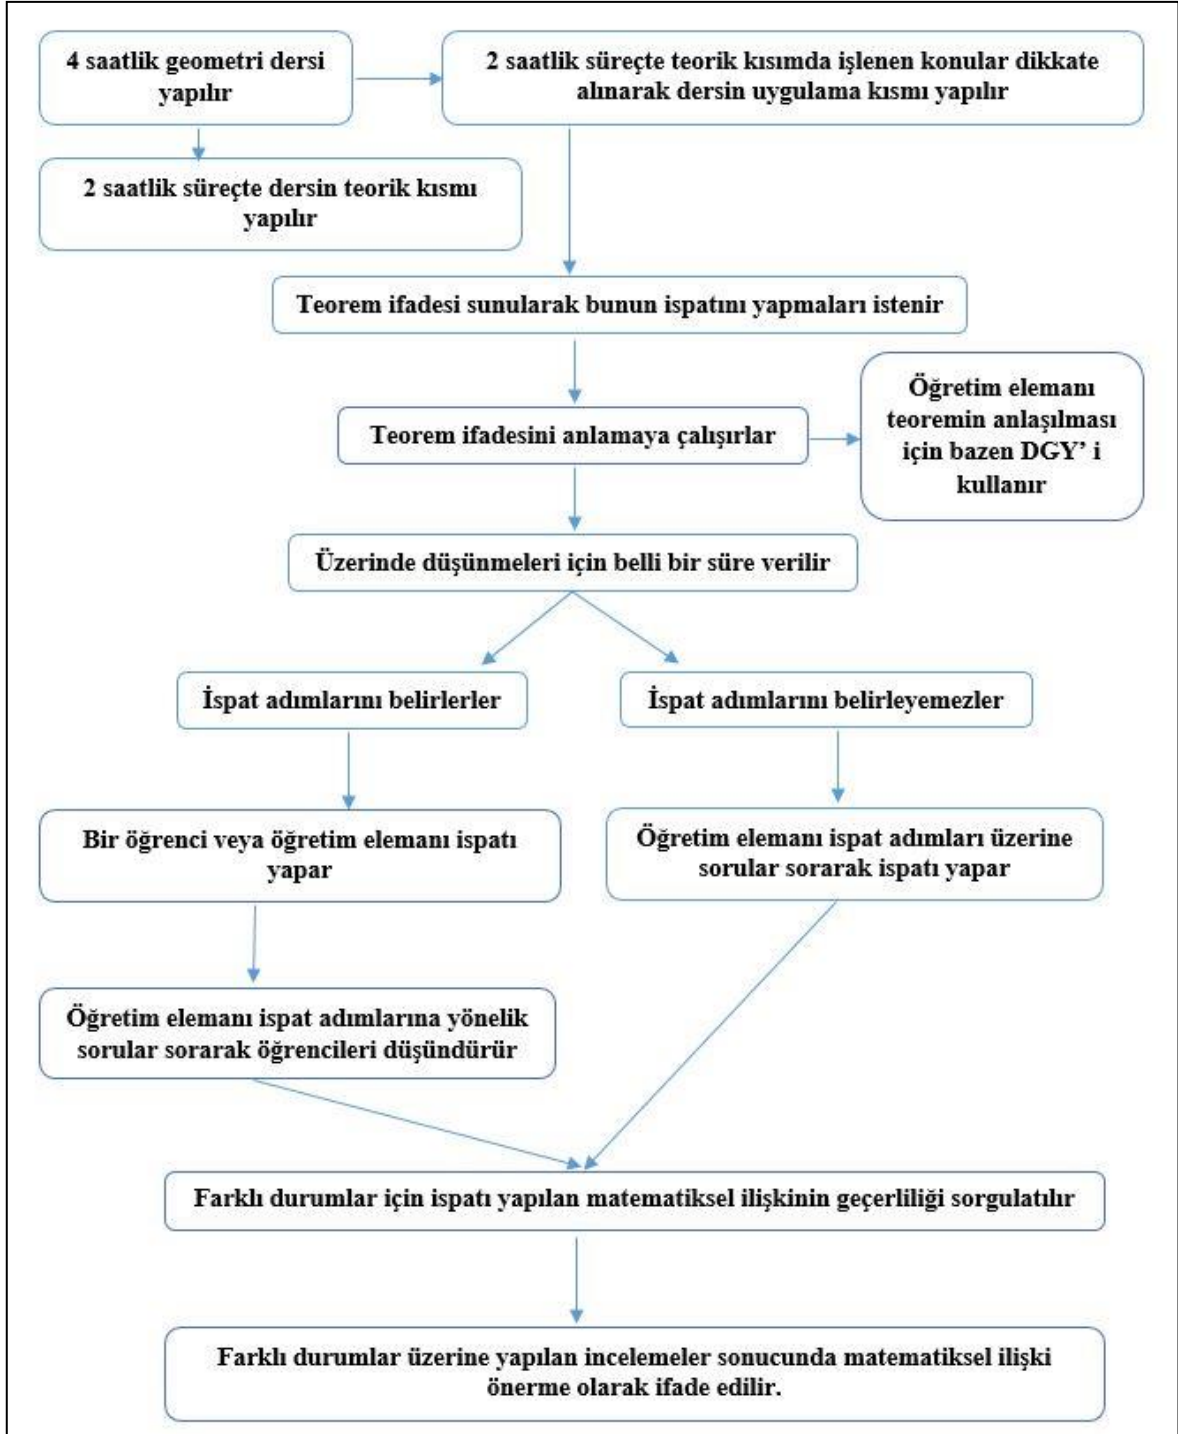 4 saatlik geometri dersi
yapılır
2 saatlik süreçte teorik kısımda işlenen konular dikkate
alınarak dersin uygulama kısmı yapılır
2 saatlik süreçte dersin teorik kısmı
yapılır
Teorem ifadesi sunularak bunun ispatını yapmaları istenir
Teorem ifadesini anlamaya çalışırlar
Öğretim elemanı
teoremin anlaşılması
için bazen DGY’ i
kullanır
Üzerinde düşünmeleri için belli bir süre verilir
İspat adımlarını belirlerler
İspat adımlarını belirleyemezler
Bir öğrenci veya öğretim elemanı ispatı
yapar
Öğretim elemanı ispat adımları üzerine
sorular sorarak ispatı yapar
Öğretim elemanı ispat adımlarına yönelik
sorular sorarak öğrencileri düşündürür
Farklı durumlar için ispatı yapılan matematiksel ilişkinin geçerliliği sorgulatılır
Farklı durumlar üzerine yapılan incelemeler sonucunda matematiksel ilişki
önerme olarak ifade edilir.